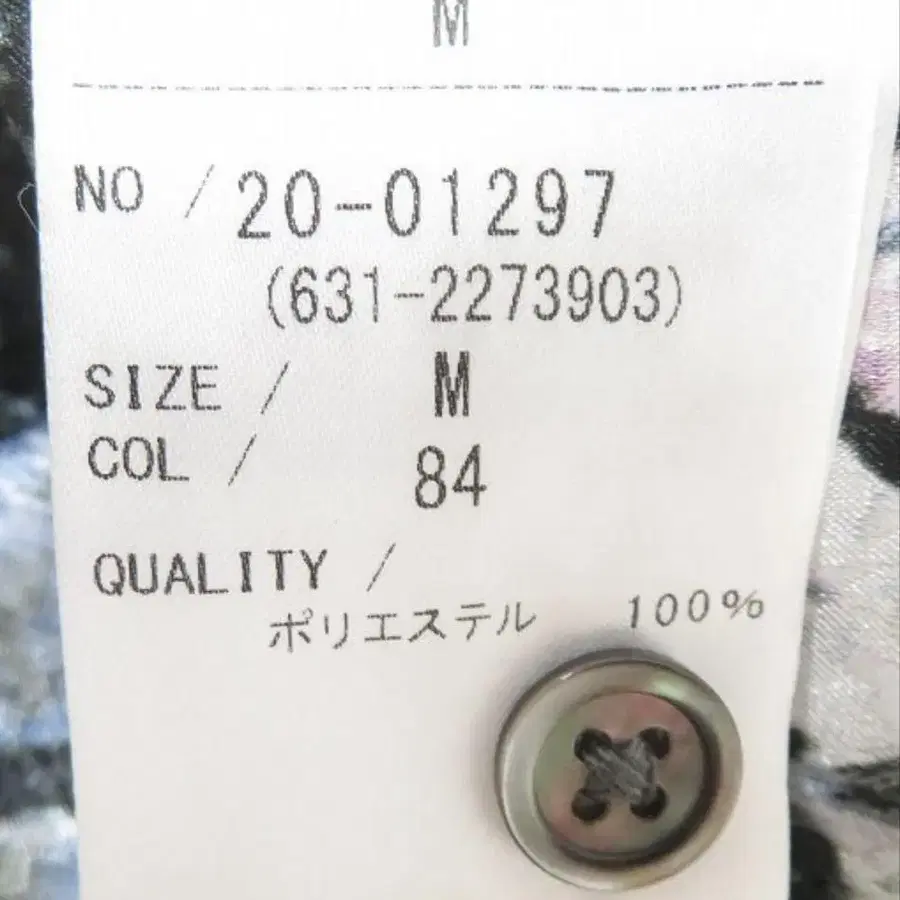 M
NO / 20-01297
(631-2273903)
SIZE / M
COL / 84
QUALITY /
ポリエステル 100%